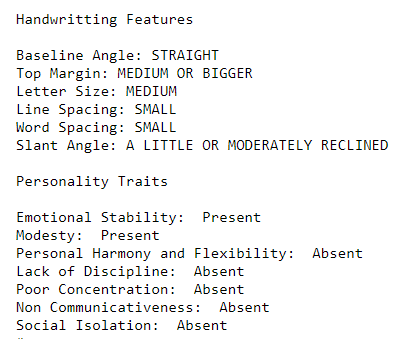 Handwritting Features
Baseline Angle: STRAIGHT
Top Margin: MEDIUM OR BIGGER
Letter Size: MEDIUM
Line Spacing: SMALL
Word Spacing: SMALL
Slant Angle: A LITTLE OR MODERATELY RECLINED
Personality Traits
Emotional Stability:  Present
Modesty:  Present
Personal Harmony and Flexibility:  Absent
Lack of Discipline:  Absent
Poor Concentration:  Absent
Non Communicativeness:  Absent
Social Isolation:  Absent